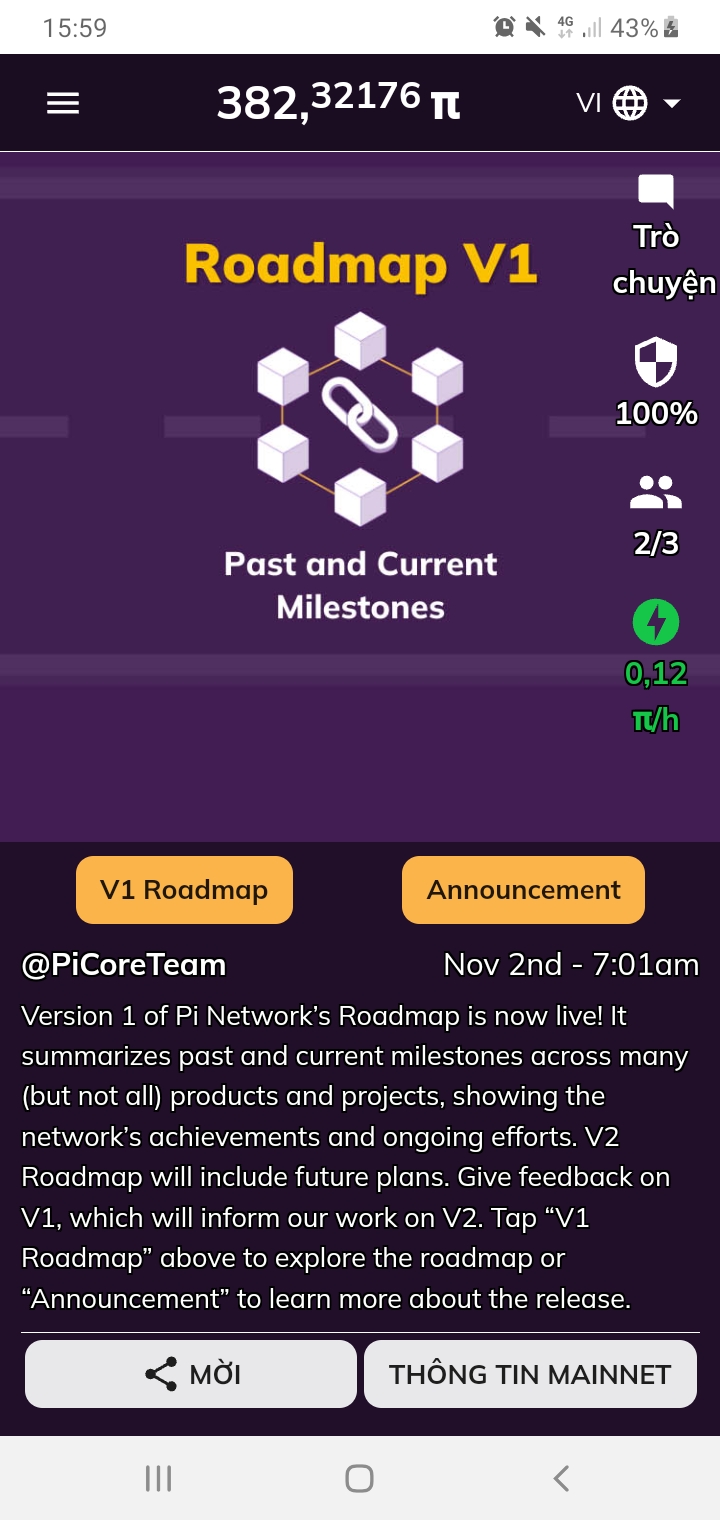 15:59
4G
43%
382,32176 π
VI
Roadmap V1
Past and Current
Milestones
Trò
chuyện
100%
2/3
0,12
π/h
V1 Roadmap
Announcement
@PiCoreTeam
Nov 2nd - 7:01am
Version 1 of Pi Network’s Roadmap is now live! It
summarizes past and current milestones across many
(but not all) products and projects, showing the
network’s achievements and ongoing efforts. V2
Roadmap will include future plans. Give feedback on
V1, which will inform our work on V2. Tap “V1
Roadmap” above to explore the roadmap or
“Announcement” to learn more about the release.
MỜI
THÔNG TIN MAINNET